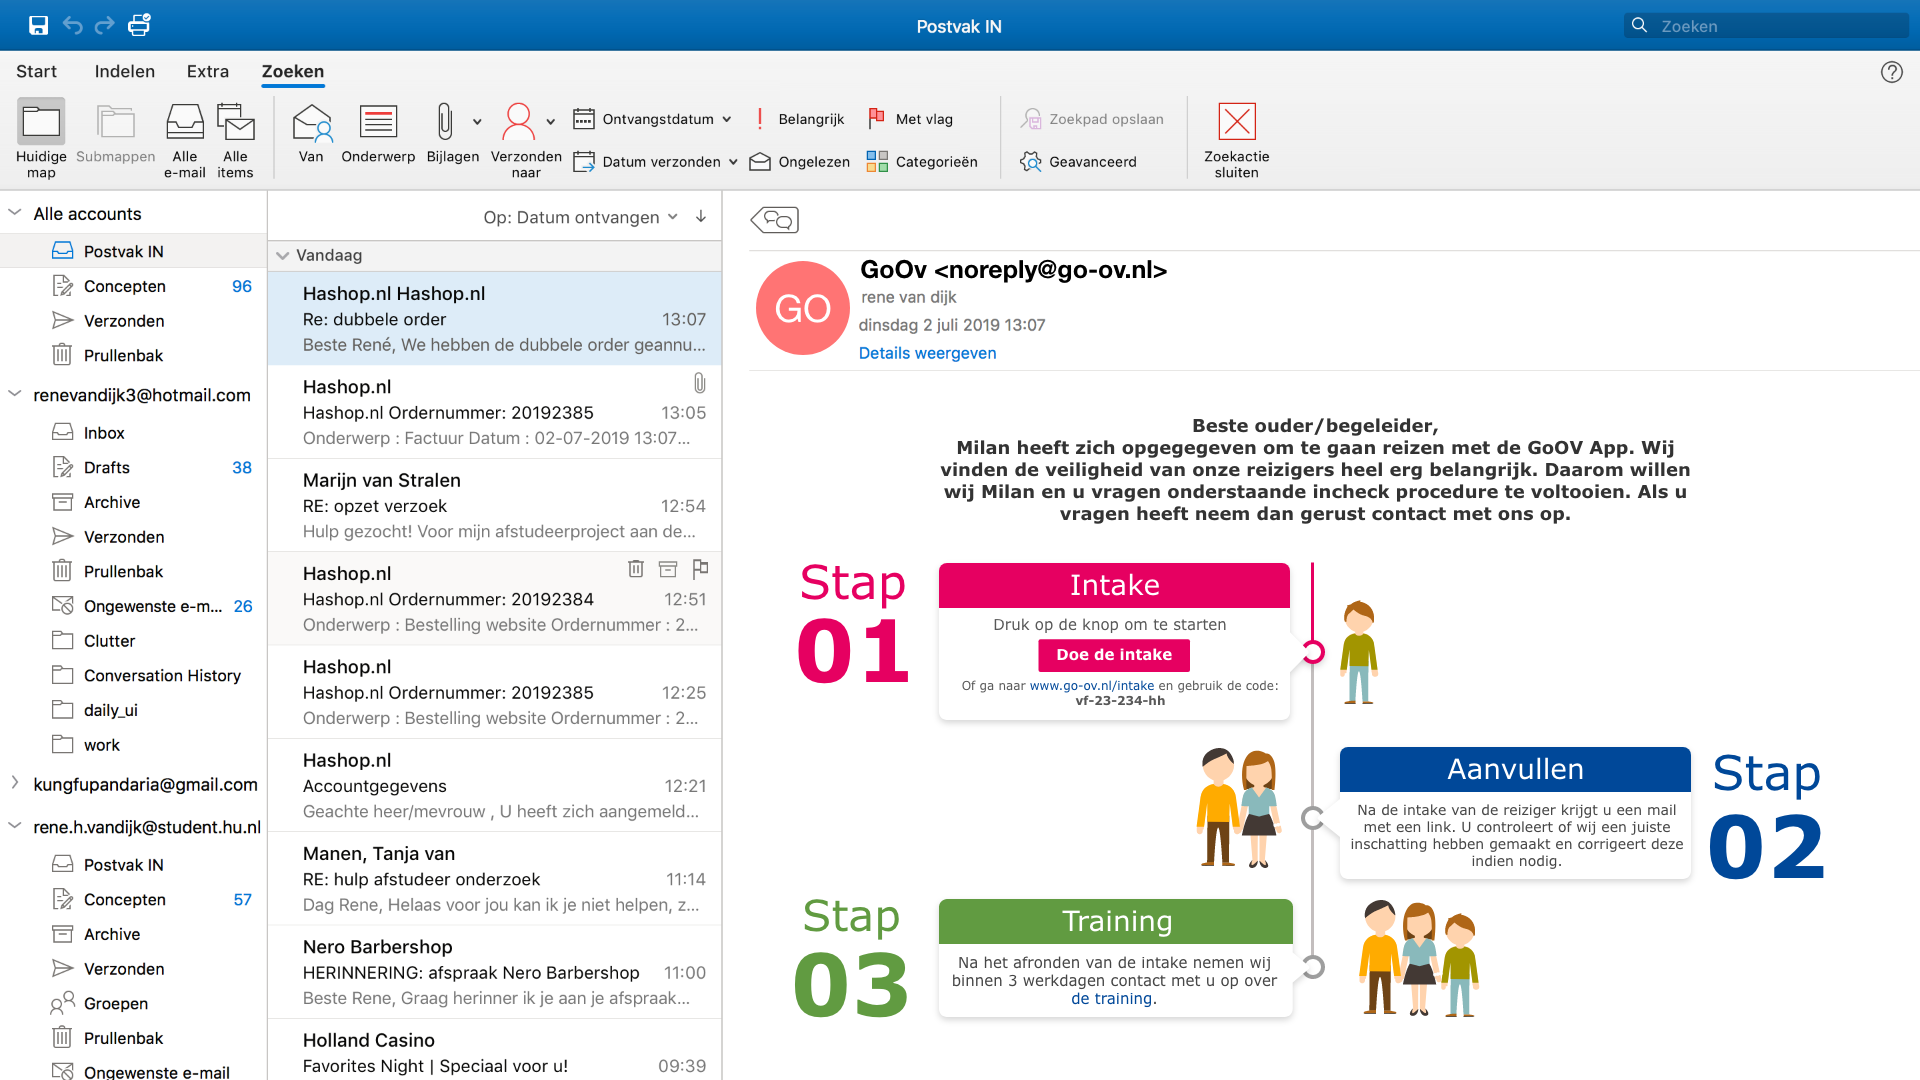 Postvak IN
Zoeken
Start
Indelen
Extra
Zoeken
Huidige
map
Submappen
Alle
e-mail
Alle
items
Van
Onderwerp
Bijlagen
Verzonden
naar
Ontvangstdatum
Datum verzonden
Belangrijk
Ongelezen
Met vlag
Categorieën
Zoekpad opslaan
Geavanceerd
Zoekactie
sluiten
Alle accounts
Postvak IN
Concepten 96
Verzonden
Prullenbak
renevandijk3@hotmail.com
Inbox
Drafts 38
Archive
Verzonden
Prullenbak
Ongewenste e-m... 26
Clutter
Conversation History
daily_ui
work
kungfupandaria@gmail.com
rene.h.vandijk@student.hu.nl
Postvak IN
Concepten 57
Archive
Verzonden
Groepen
Prullenbak
Ongewenste e-mail
Op: Datum ontvangen
Vandaag
Hashop.nl Hashop.nl
Re: dubbele order 13:07
Beste René, We hebben de dubbele order geannu...
Hashop.nl
Hashop.nl Ordernummer: 20192385 13:05
Onderwerp : Factuur Datum : 02-07-2019 13:07...
Marijn van Stralen
RE: opzet verzoek 12:54
Hulp gezocht! Voor mijn afstudeerproject aan de...
Hashop.nl
Hashop.nl Ordernummer: 20192384 12:51
Onderwerp : Bestelling website Ordernummer : 2...
Hashop.nl
Hashop.nl Ordernummer: 20192385 12:25
Onderwerp : Bestelling website Ordernummer : 2...
Hashop.nl
Accountgegevens 12:21
Geachte heer/mevrouw , U heeft zich aangemeld...
Manen, Tanja van
RE: hulp afstudeer onderzoek 11:14
Dag Rene, Helaas voor jou kan ik je niet helpen, z...
Nero Barbershop
HERINNERING: afspraak Nero Barbershop 11:00
Beste Rene, Graag herinner ik je aan je afspraak...
Holland Casino
Favorites Night | Speciaal voor u! 09:39
GO
GoOv <noreply@go-ov.nl>
rene van dijk
dinsdag 2 juli 2019 13:07
Details weergeven
Beste ouder/begeleider,
Milan heeft zich opgegegeven om te gaan reizen met de GoOV App. Wij
vinden de veiligheid van onze reizigers heel erg belangrijk. Daarom willen
wij Milan en u vragen onderstaande incheck procedure te voltooien. Als u
vragen heeft neem dan gerust contact met ons op.
Stap
01
Intake
Druk op de knop om te starten
Doe de intake
Of ga naar www.go-ov.nl/intake en gebruik de code:
vf-23-234-hh
Aanvullen
Na de intake van de reiziger krijgt u een mail
met een link. U controleert of wij een juiste
inschatting hebben gemaakt en corrigeert deze
indien nodig.
Stap
02
Stap
03
Training
Na het afronden van de intake nemen wij
binnen 3 werkdagen contact met u op over
de training.